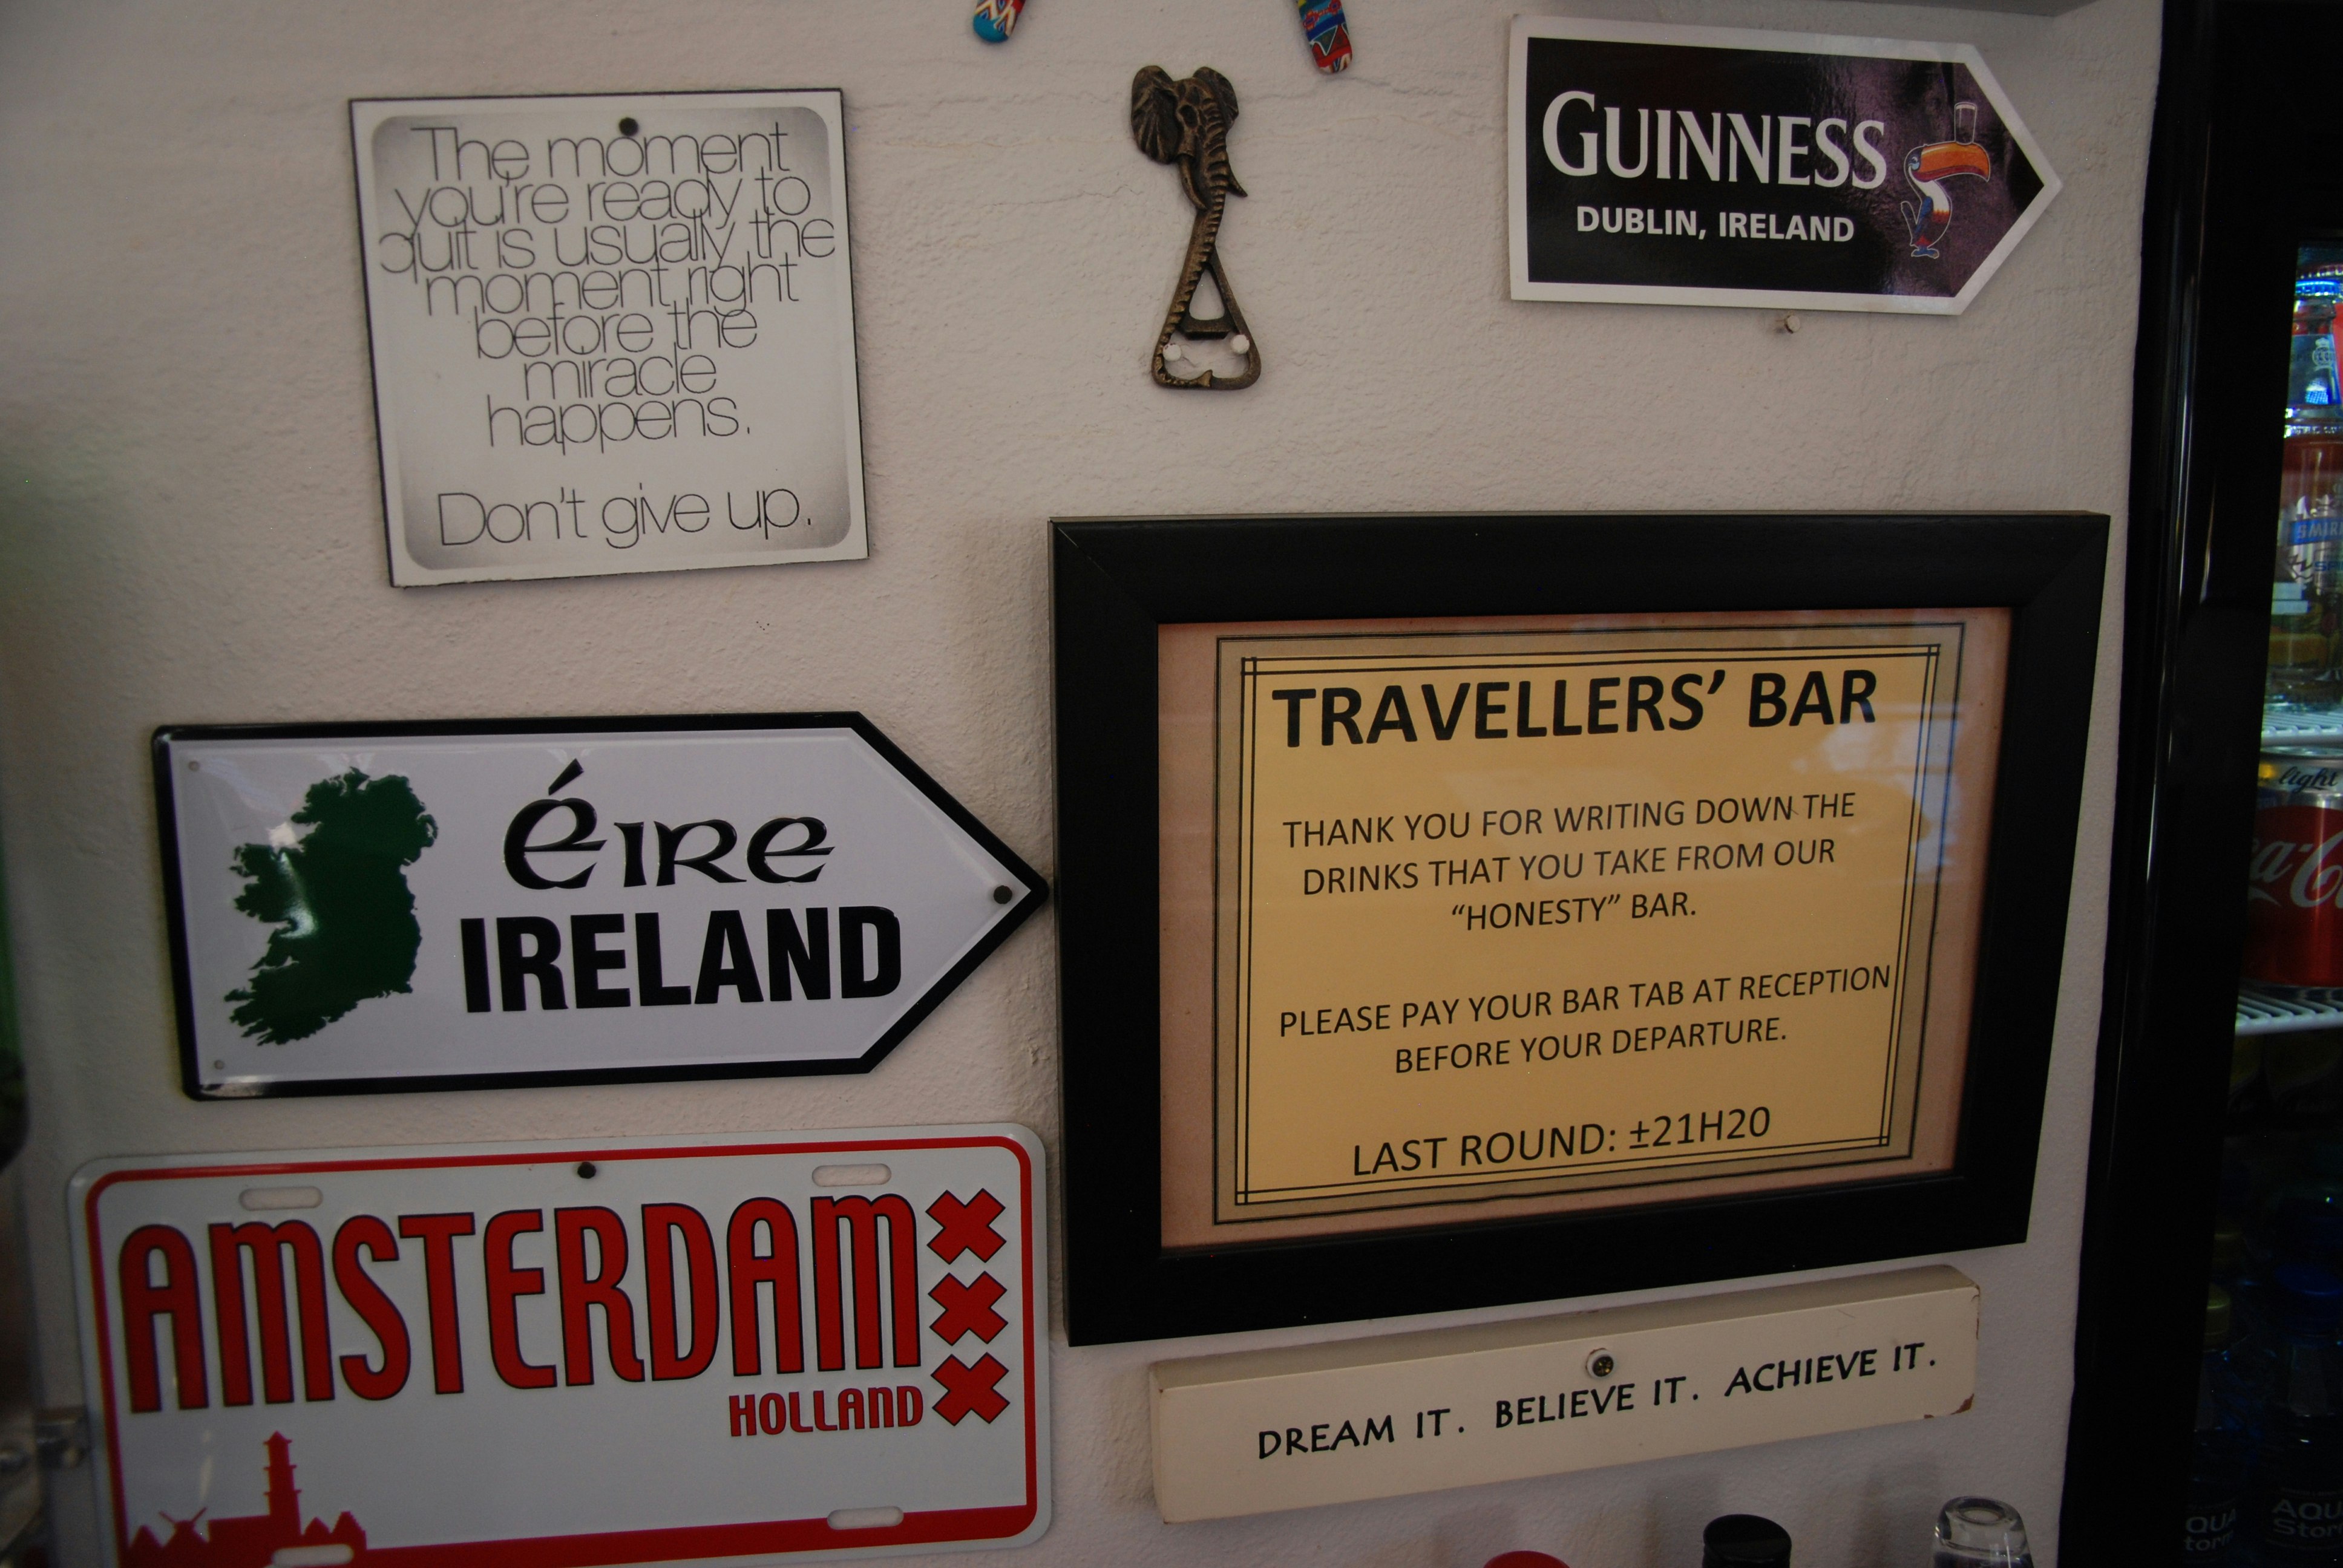 The moment
you're ready to
quit is usually the
moment right
before the
miracle
happens.
Don't give up.
GUINNESS
DUBLIN, IRELAND
éIRe
IRELAND
TRAVELLERS' BAR
THANK YOU FOR WRITING DOWN THE
DRINKS THAT YOU TAKE FROM OUR
“HONESTY” BAR.
PLEASE PAY YOUR BAR TAB AT RECEPTION
BEFORE YOUR DEPARTURE.
LAST ROUND: ±21H20
AMSTERDAM
HOLLAND
DREAM IT. BELIEVE IT. ACHIEVE IT.
light